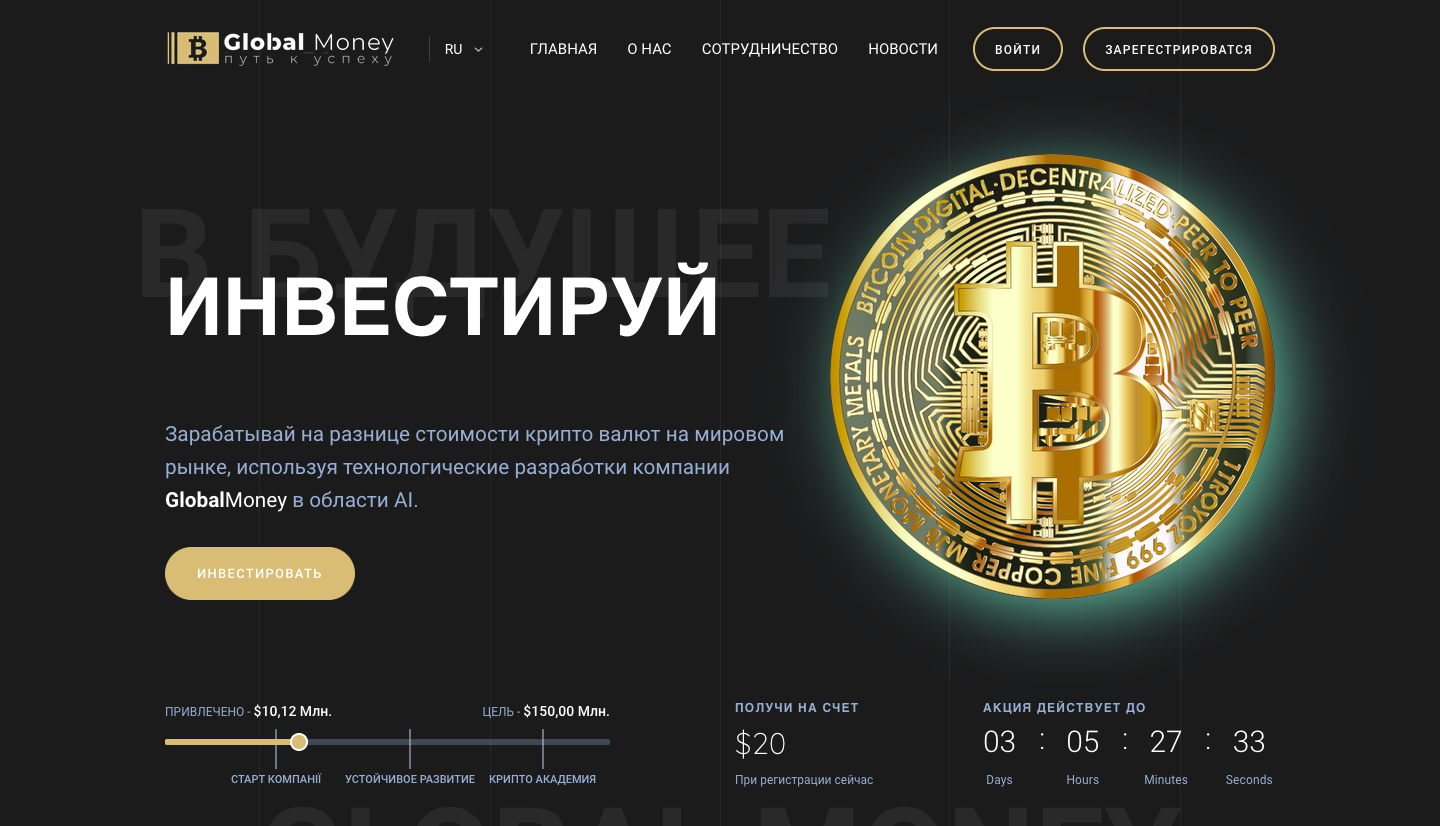 Global Money
путь к успеху
RU
ГЛАВНАЯ
О НАС
СОТРУДНИЧЕСТВО
НОВОСТИ
ВОЙТИ
ЗАРЕГЕСТРИРОВАТСЯ
В БУДУЩЕЕ
ИНВЕСТИРУЙ
BITCOIN·DIGITAL·DECENTRALIZED·PEER TO PEER
1 TROY OZ 999 FINE COPPER MJB MONETARY METALS
Зарабатывай на разнице стоимости крипто валют на мировом
рынке, используя технологические разработки компании
GlobalMoney в области AI.
ИНВЕСТИРОВАТЬ
ПРИВЛЕЧЕНО - $10,12 Млн.
ЦЕЛЬ - $150,00 Млн.
СТАРТ КОМПАНІЇ
УСТОЙЧИВОЕ РАЗВИТИЕ
КРИПТО АКАДЕМИЯ
ПОЛУЧИ НА СЧЕТ
$20
При регистрации сейчас
АКЦИЯ ДЕЙСТВУЕТ ДО
03 : 05 : 27 : 33
Days Hours Minutes Seconds
GLOBAL MONEY